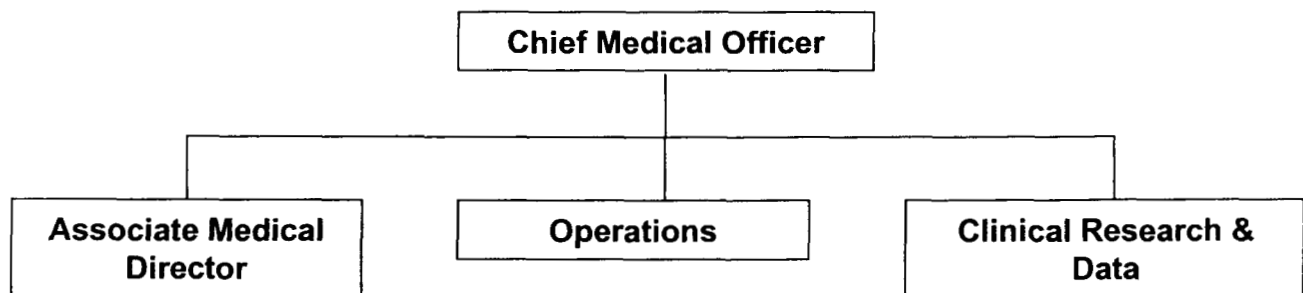 Chief Medical Officer
Associate Medical
Director
Operations
Clinical Research &
Data